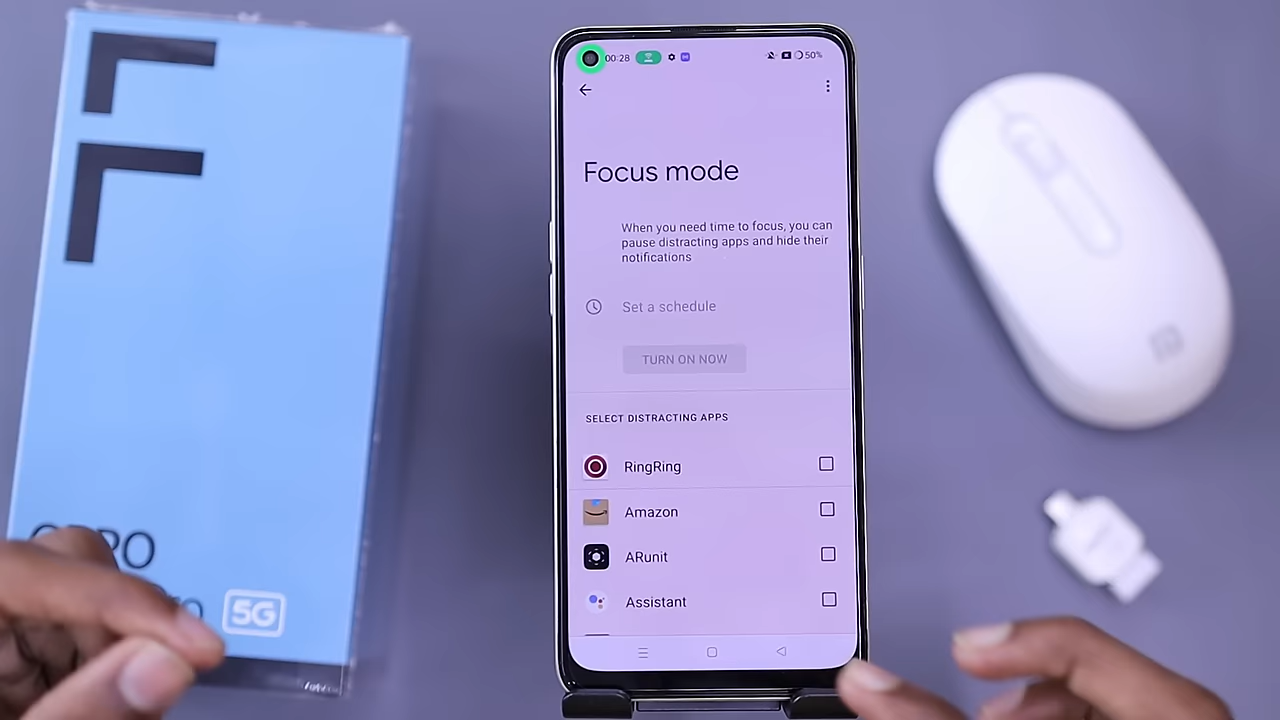 OPPO
5G
00:28
50%
Focus mode
When you need time to focus, you can
pause distracting apps and hide their
notifications
Set a schedule
TURN ON NOW
SELECT DISTRACTING APPS
RingRing
Amazon
ARunit
Assistant